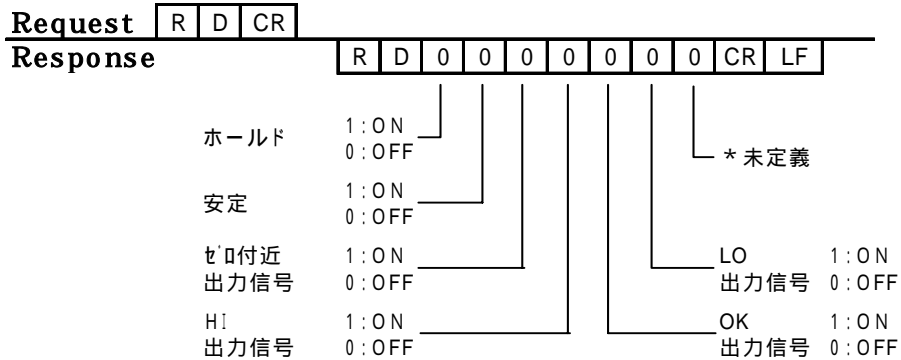 Request R D CR
Response R D 0 0 0 0 0 0 0 CR LF
ホールド 1:ON
0:OFF
*未定義
安定 1:ON
0:OFF
ｾﾞﾛ付近 1:ON
出力信号 0:OFF
LO 1:ON
出力信号 0:OFF
HI 1:ON
出力信号 0:OFF
OK 1:ON
出力信号 0:OFF